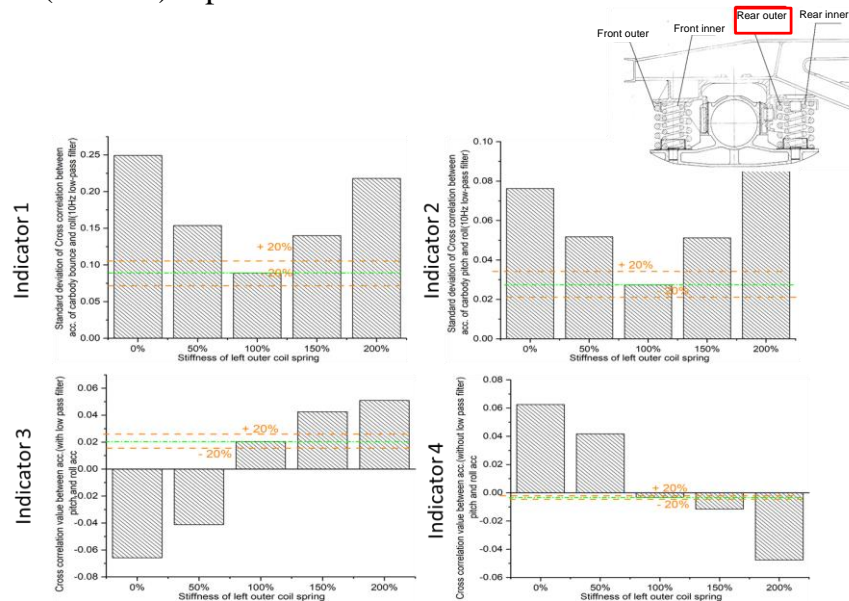 Rear outer
Rear inner
Front outer
Front inner
Indicator 1
Standard deviation of Cross correlation between
acc. of carbody bounce and roll(10Hz low-pass filter)
0.25
0.20
0.15
0.10
0.05
0.00
+ 20%
- 20%
0%
50%
100%
150%
200%
Stiffness of left outer coil spring
Indicator 2
Standard deviation of Cross correlation between
acc. of carbody pitch and roll(10Hz low-pass filter)
0.10
0.08
0.06
0.04
0.02
0.00
+ 20%
20%
0%
50%
100%
150%
200%
Stiffness of left outer coil spring
Indicator 3
Cross correlation value between acc.(with low pass filter)
pitch and roll acc
0.06
0.04
0.02
0.00
-0.02
-0.04
-0.06
-0.08
+ 20%
- 20%
0%
50%
100%
150%
200%
Stiffness of left outer coil spring
Indicator 4
Cross correlation value between acc.(without low pass filter)
pitch and roll acc
0.08
0.06
0.04
0.02
0.00
-0.02
-0.04
-0.06
+ 20%
- 20%
0%
50%
100%
150%
200%
Stiffness of left outer coil spring